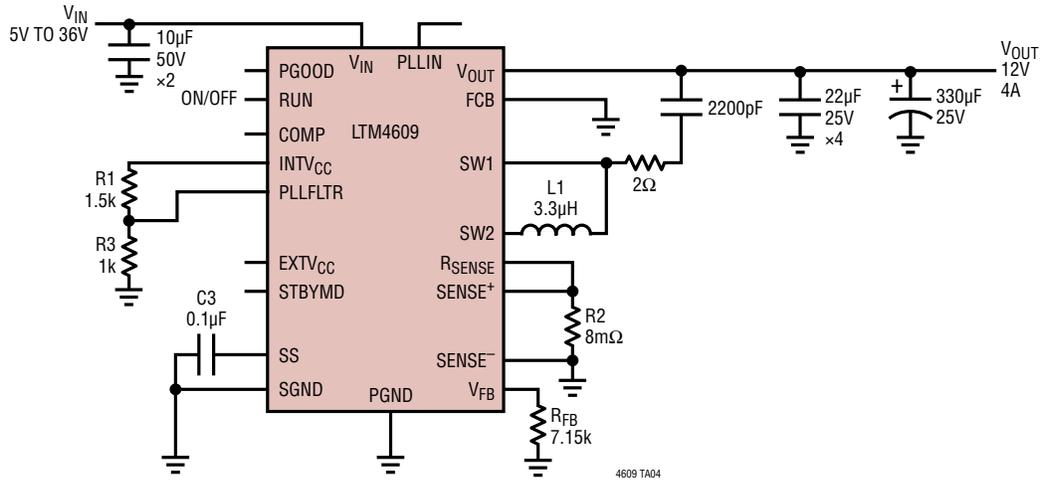 VIN
5V TO 36V
10µF
50V
×2
VIN
PLLIN
PGOOD
VOUT
VOUT
12V
4A
ON/OFF
RUN
FCB
2200pF
22µF
25V
×4
+
330µF
25V
COMP
LTM4609
INTVCC
SW1
2Ω
R1
1.5k
PLLFLTR
L1
3.3µH
SW2
R3
1k
EXTVCC
RSENSE
STBYMD
SENSE+
C3
0.1µF
R2
8mΩ
SS
SENSE–
SGND
PGND
VFB
RFB
7.15k
4609 TA04